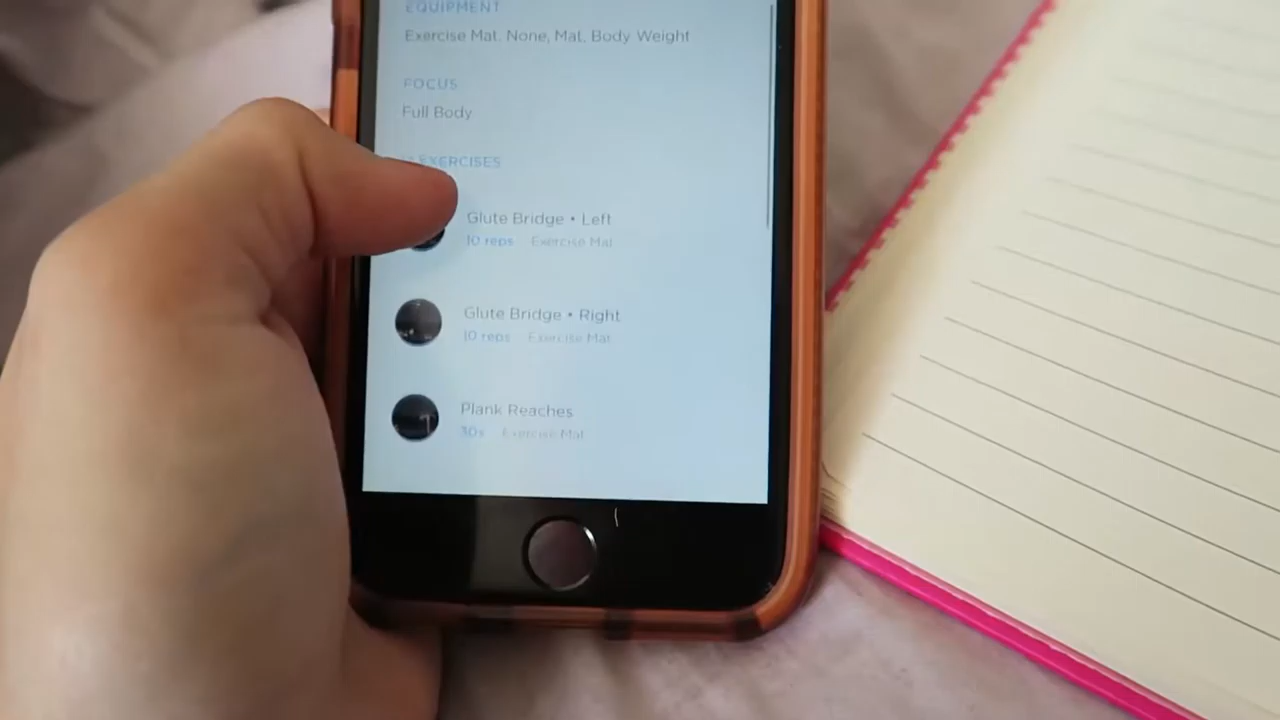 EQUIPMENT
Exercise Mat. None, Mat, Body Weight
FOCUS
Full Body
EXERCISES
Glute Bridge • Left
10 reps Exercise Mat
Glute Bridge • Right
10 reps Exercise Mat
Plank Reaches
30s Exercise Mat